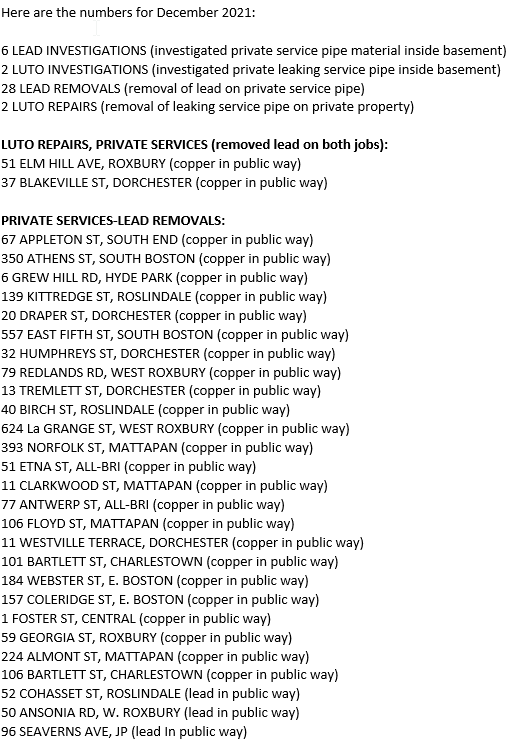 Here are the numbers for December 2021:
6 LEAD INVESTIGATIONS (investigated private service pipe material inside basement)
2 LUTO INVESTIGATIONS (investigated private leaking service pipe inside basement)
28 LEAD REMOVALS (removal of lead on private service pipe)
2 LUTO REPAIRS (removal of leaking service pipe on private property)
LUTO REPAIRS, PRIVATE SERVICES (removed lead on both jobs):
51 ELM HILL AVE, ROXBURY (copper in public way)
37 BLAKEVILLE ST, DORCHESTER (copper in public way)
PRIVATE SERVICES-LEAD REMOVALS:
67 APPLETON ST, SOUTH END (copper in public way)
350 ATHENS ST, SOUTH BOSTON (copper in public way)
6 GREW HILL RD, HYDE PARK (copper in public way)
139 KITTREDGE ST, ROSLINDALE (copper in public way)
20 DRAPER ST, DORCHESTER (copper in public way)
557 EAST FIFTH ST, SOUTH BOSTON (copper in public way)
32 HUMPHREYS ST, DORCHESTER (copper in public way)
79 REDLANDS RD, WEST ROXBURY (copper in public way)
13 TREMLETT ST, DORCHESTER (copper in public way)
40 BIRCH ST, ROSLINDALE (copper in public way)
624 La GRANGE ST, WEST ROXBURY (copper in public way)
393 NORFOLK ST, MATTAPAN (copper in public way)
51 ETNA ST, ALL-BRI (copper in public way)
11 CLARKWOOD ST, MATTAPAN (copper in public way)
77 ANTWERP ST, ALL-BRI (copper in public way)
106 FLOYD ST, MATTAPAN (copper in public way)
11 WESTVILLE TERRACE, DORCHESTER (copper in public way)
101 BARTLETT ST, CHARLESTOWN (copper in public way)
184 WEBSTER ST, E. BOSTON (copper in public way)
157 COLERIDGE ST, E. BOSTON (copper in public way)
1 FOSTER ST, CENTRAL (copper in public way)
59 GEORGIA ST, ROXBURY (copper in public way)
224 ALMONT ST, MATTAPAN (copper in public way)
106 BARTLETT ST, CHARLESTOWN (copper in public way)
52 COHASSET ST, ROSLINDALE (lead in public way)
50 ANSONIA RD, W. ROXBURY (lead in public way)
96 SEAVERNS AVE, JP (lead In public way)